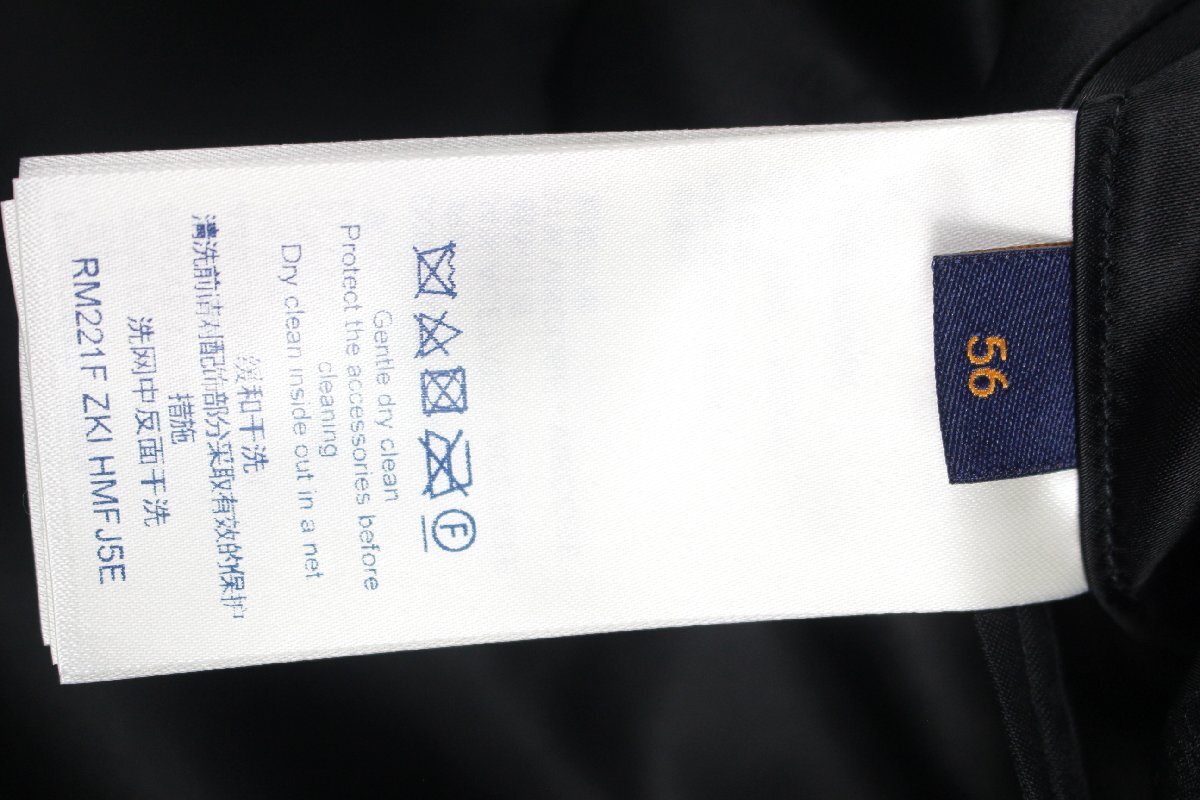 56
F
Gentle dry clean
Protect the accessories before
cleaning
Dry clean inside out in a net
缓和干洗
清洗前请对配饰部分采取有效的保护
措施
洗网中反面干洗
RM221F ZKI HMFJ5E